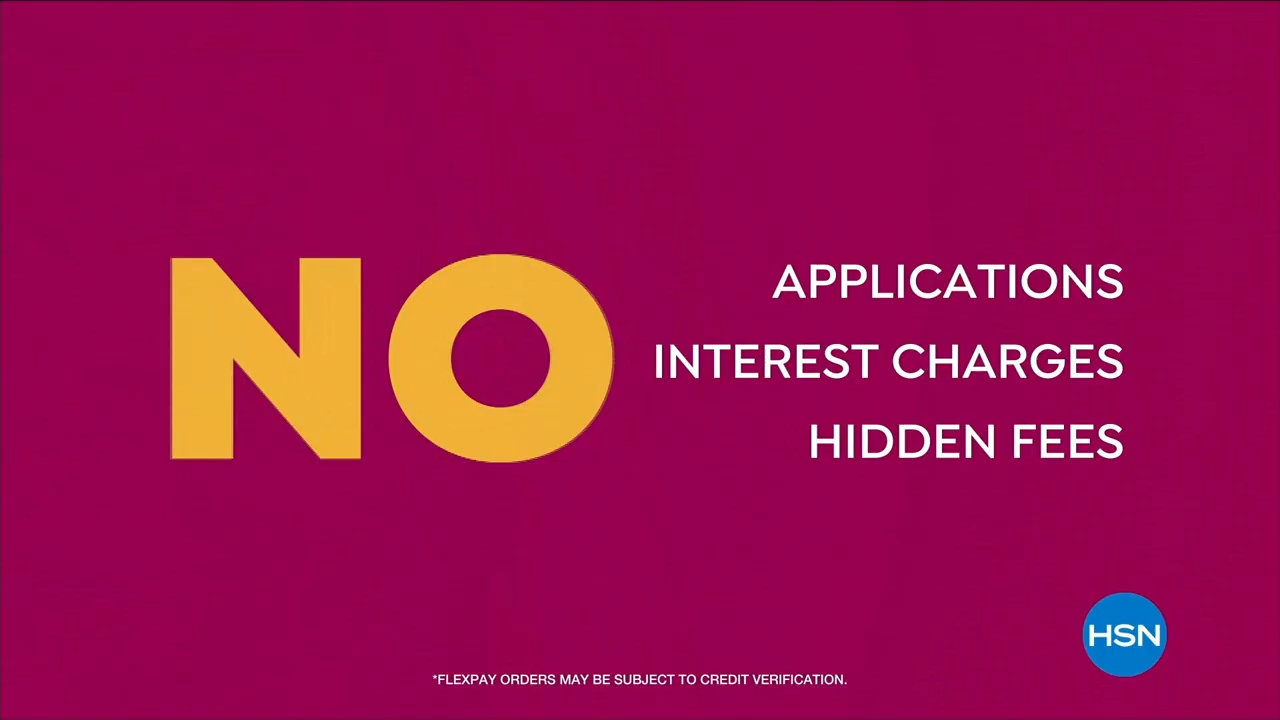 NO
APPLICATIONS
INTEREST CHARGES
HIDDEN FEES
HSN
*FLEXPAY ORDERS MAY BE SUBJECT TO CREDIT VERIFICATION.